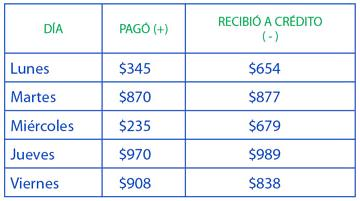 DÍA PAGÓ (+) RECIBIÓ A CRÉDITO
( - )
Lunes $345 $654
Martes $870 $877
Miércoles $235 $679
Jueves $970 $989
Viernes $908 $838